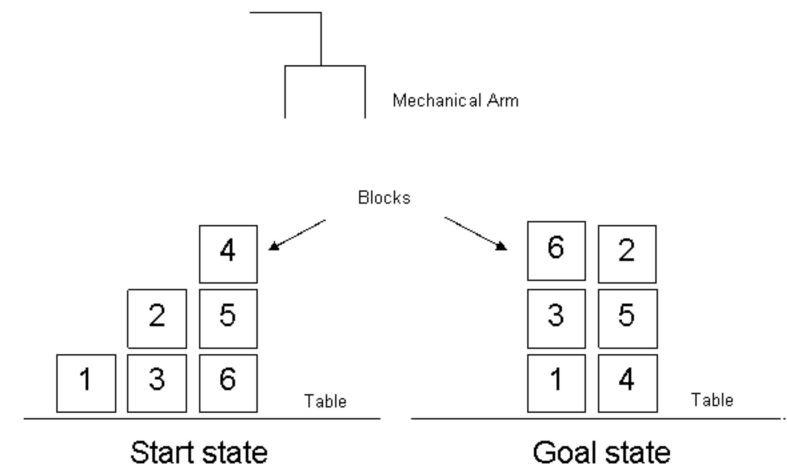 Mechanical Arm
Blocks
4
6 2
2 5
3 5
1 3 6
1 4
Table
Table
Start state
Goal state